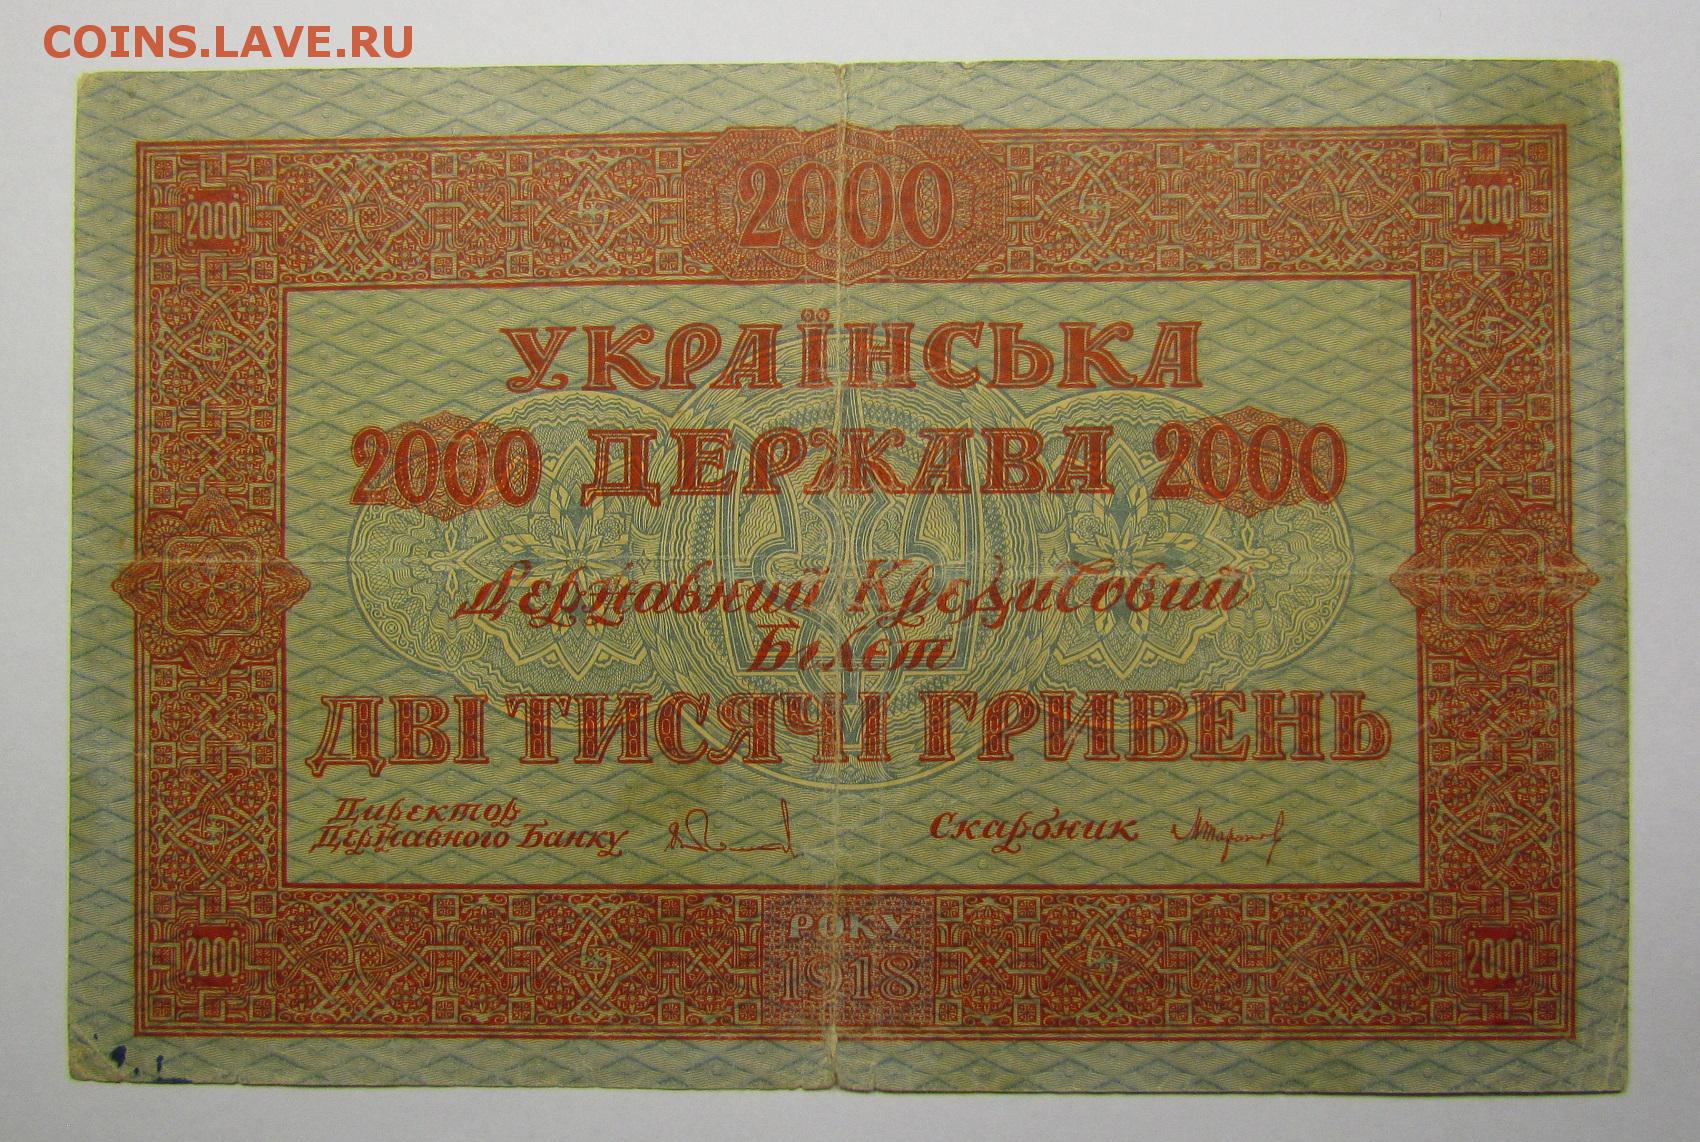 COINS.LAVE.RU
2000 2000 2000
УКРАЇНСЬКА
2000 ДЕРЖАВА 2000
Державний Кредитовий
Білет
ДВІ ТИСЯЧІ ГРИВЕНЬ
Директор
Державного Банку
Скарбник
РОКУ
2000 1918 2000